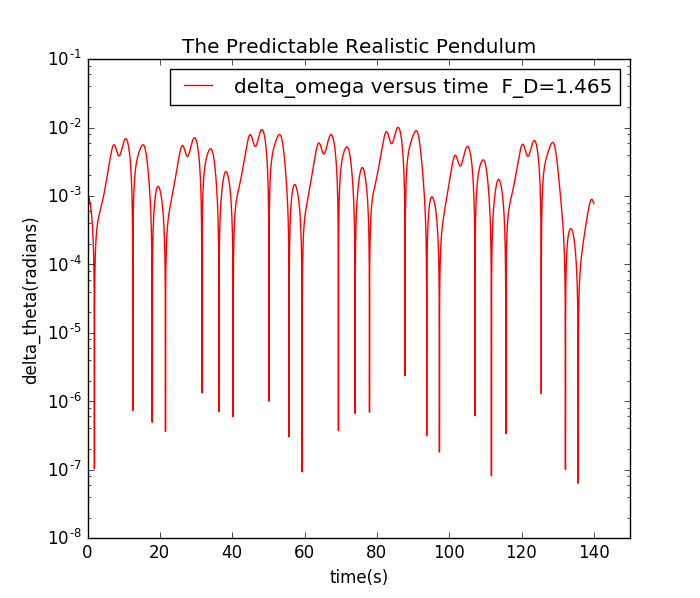 The Predictable Realistic Pendulum
delta_omega versus time  F_D=1.465
delta_theta(radians)
10^-1
10^-2
10^-3
10^-4
10^-5
10^-6
10^-7
10^-8
0 20 40 60 80 100 120 140
time(s)